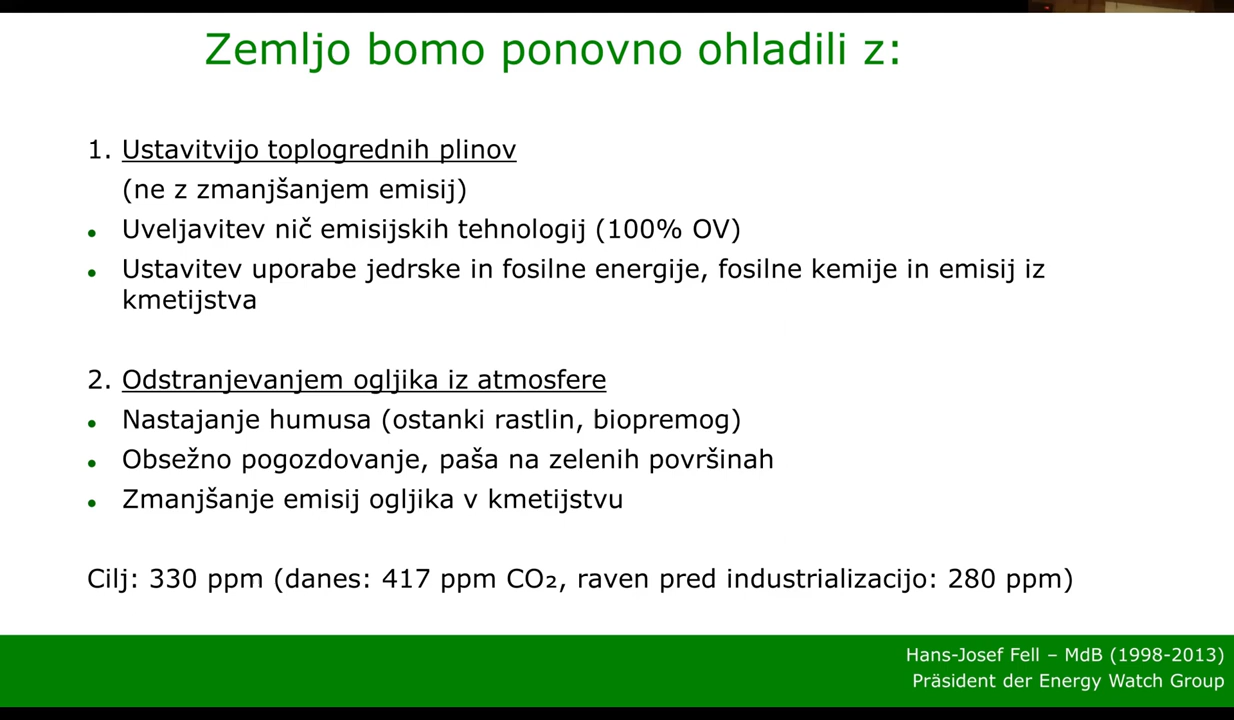 Zemljo bomo ponovno ohladili z:
1. Ustavitvijo toplogrednih plinov
(ne z zmanjšanjem emisij)
• Uveljavitev nič emisijskih tehnologij (100% OV)
• Ustavitev uporabe jedrske in fosilne energije, fosilne kemije in emisij iz
kmetijstva
2. Odstranjevanjem ogljika iz atmosfere
• Nastajanje humusa (ostanki rastlin, biopremog)
• Obsežno pogozdovanje, paša na zelenih površinah
• Zmanjšanje emisij ogljika v kmetijstvu
Cilj: 330 ppm (danes: 417 ppm CO₂, raven pred industrializacijo: 280 ppm)
Hans-Josef Fell – MdB (1998-2013)
Präsident der Energy Watch Group